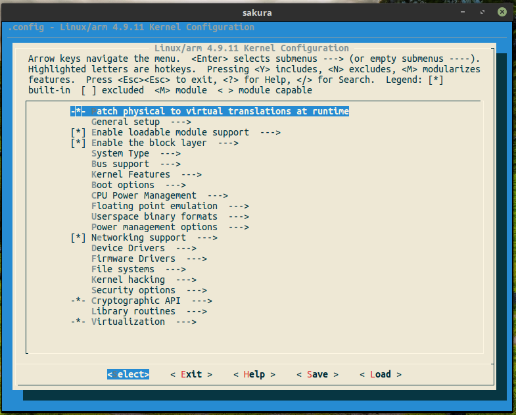 sakura
.config - Linux/arm 4.9.11 Kernel Configuration
Linux/arm 4.9.11 Kernel Configuration
Arrow keys navigate the menu. <Enter> selects submenus ---> (or empty submenus ----).
Highlighted letters are hotkeys. Pressing <Y> includes, <N> excludes, <M> modularizes
features. Press <Esc><Esc> to exit, <?> for Help, </> for Search. Legend: [*]
built-in [ ] excluded <M> module < > module capable
-*- atch physical to virtual translations at runtime
General setup --->
[*] Enable loadable module support --->
[*] Enable the block layer --->
System Type --->
Bus support --->
Kernel Features --->
Boot options --->
CPU Power Management --->
Floating point emulation --->
Userspace binary formats --->
Power management options --->
[*] Networking support --->
Device Drivers --->
Firmware Drivers --->
File systems --->
Kernel hacking --->
Security options --->
-*- Cryptographic API --->
Library routines --->
-*- Virtualization --->
< elect> < Exit > < Help > < Save > < Load >